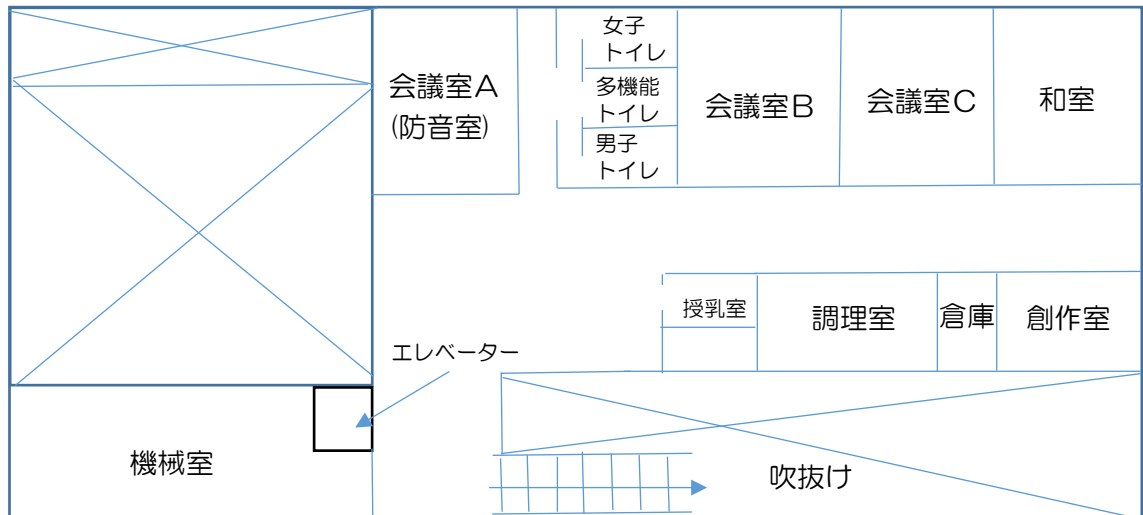 女子
トイレ
多機能
トイレ
男子
トイレ
会議室A
(防音室)
会議室B
会議室C
和室
授乳室
調理室
倉庫
創作室
エレベーター
機械室
吹抜け